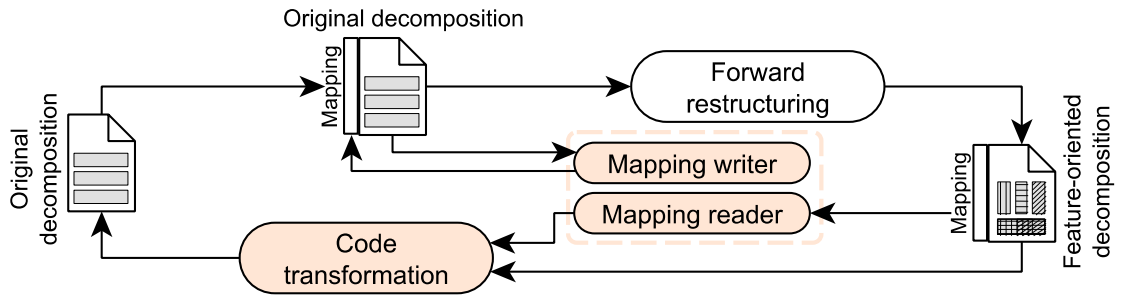 Original decomposition
Mapping
Forward
restructuring
Original
decomposition
Mapping writer
Mapping reader
Mapping
Feature-oriented
decomposition
Code
transformation